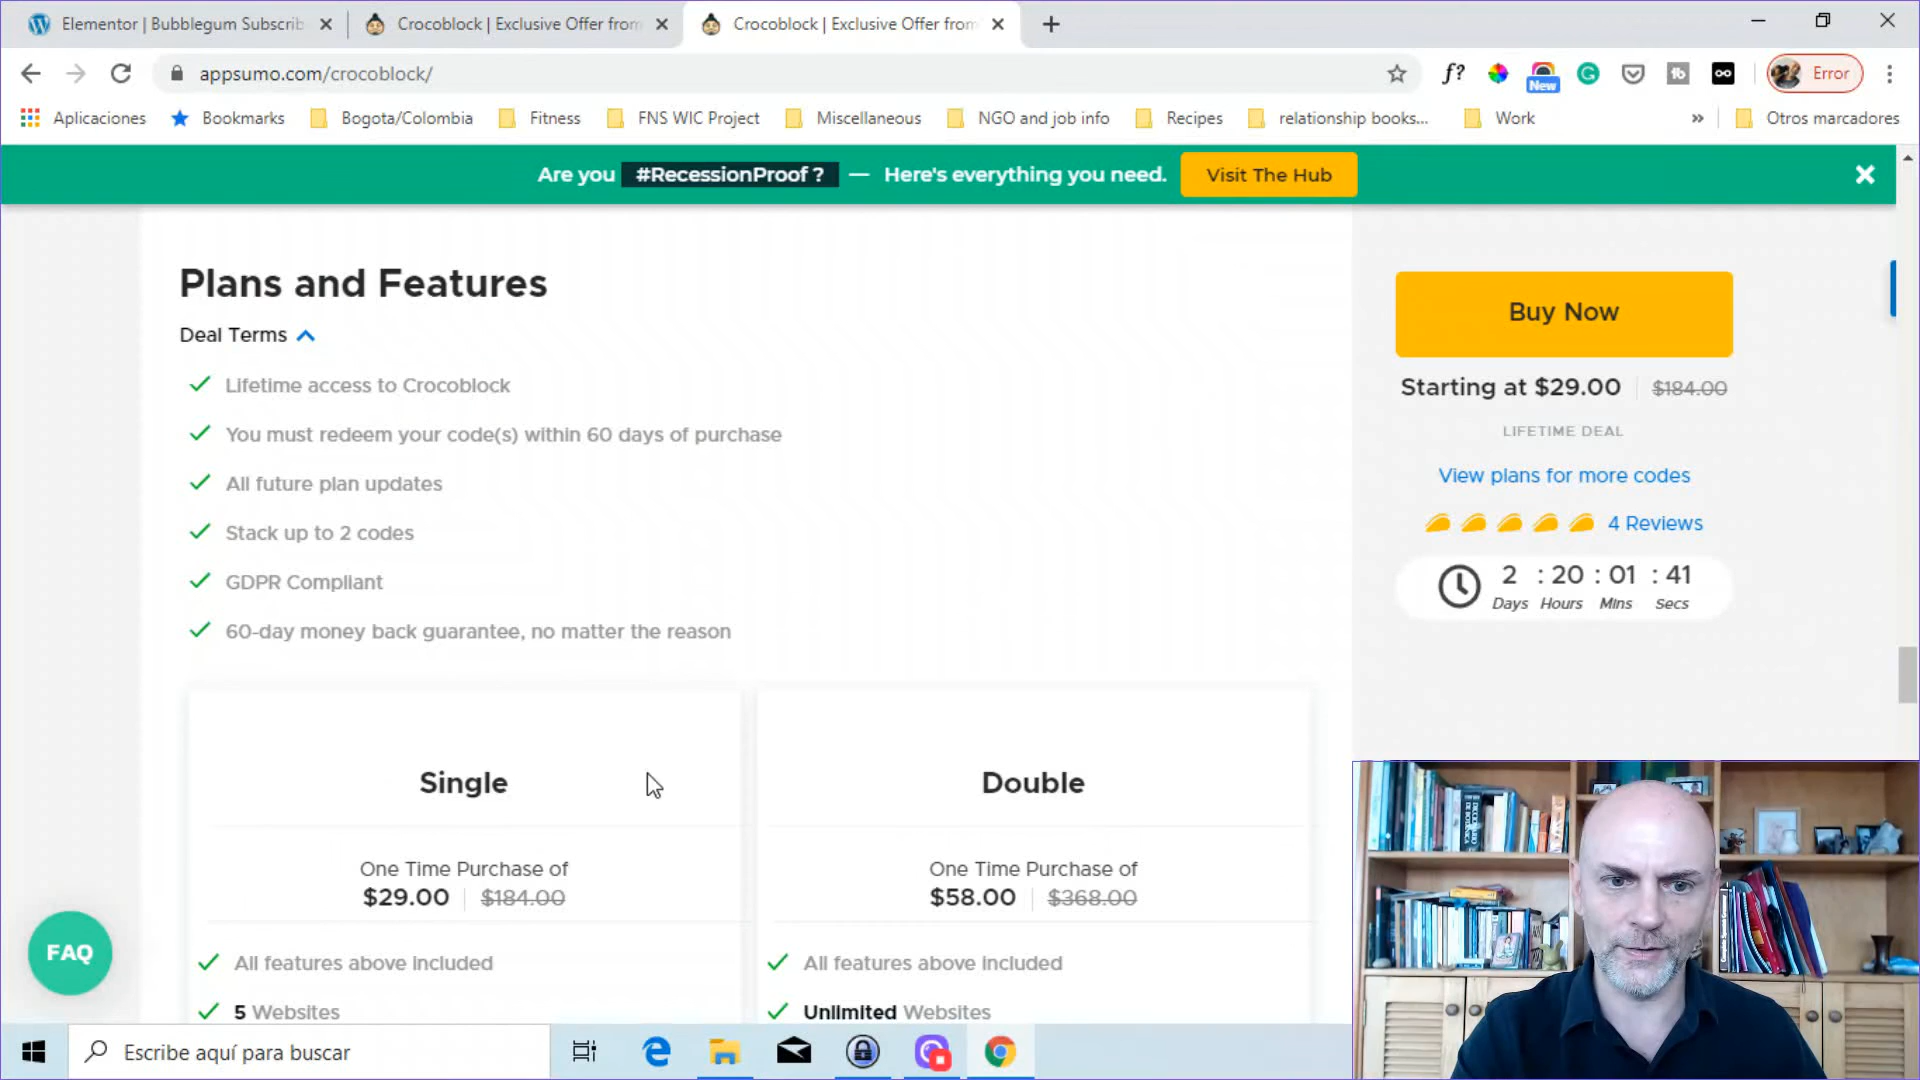 Elementor | Bubblegum Subscrib
Crocoblock | Exclusive Offer from
Crocoblock | Exclusive Offer from
appsumo.com/crocoblock/
f?
New
Error
Aplicaciones
Bookmarks
Bogota/Colombia
Fitness
FNS WIC Project
Miscellaneous
NGO and job info
Recipes
relationship books...
Work
»
Otros marcadores
Are you #RecessionProof ? — Here's everything you need.
Visit The Hub
Plans and Features
Deal Terms
Lifetime access to Crocoblock
You must redeem your code(s) within 60 days of purchase
All future plan updates
Stack up to 2 codes
GDPR Compliant
60-day money back guarantee, no matter the reason
Buy Now
Starting at $29.00 $184.00
LIFETIME DEAL
View plans for more codes
4 Reviews
2 : 20 : 01 : 41
Days Hours Mins Secs
Single
One Time Purchase of
$29.00 $184.00
All features above included
5 Websites
Double
One Time Purchase of
$58.00 $368.00
All features above included
Unlimited Websites
FAQ
Escribe aquí para buscar